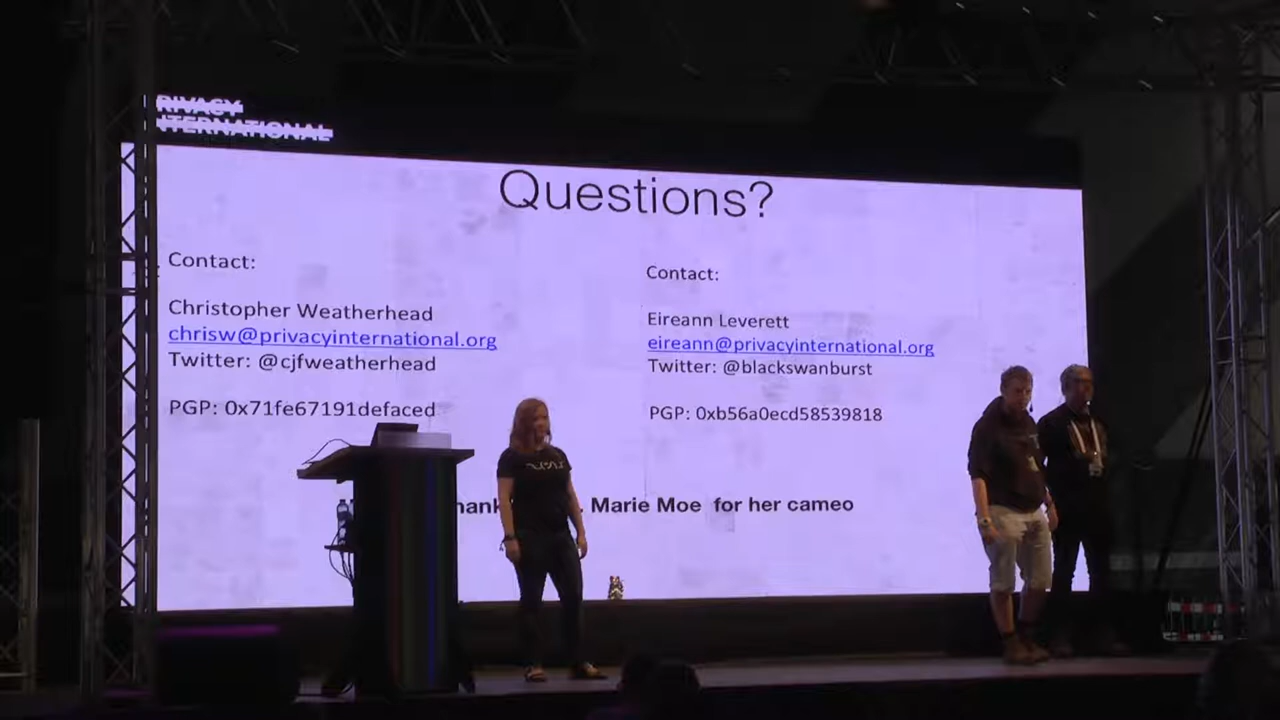 PRIVACY
INTERNATIONAL
Questions?
Contact:
Christopher Weatherhead
chrisw@privacyinternational.org
Twitter: @cjfweatherhead
PGP: 0x71fe67191defaced
Contact:
Eireann Leverett
eireann@privacyinternational.org
Twitter: @blackswanburst
PGP: 0xb56a0ecd58539818
hank . Marie Moe for her cameo